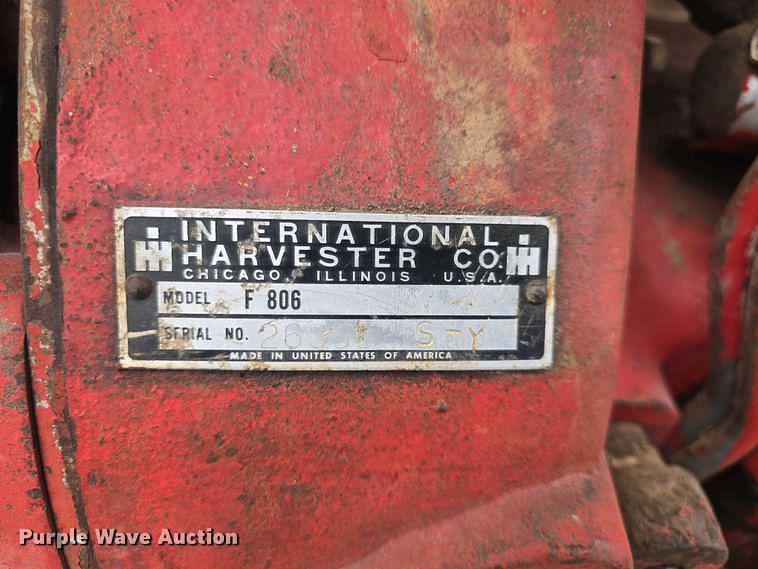 INTERNATIONAL
HARVESTER CO.
CHICAGO, ILLINOIS U.S.A.
MODEL F 806
SERIAL NO. S-Y
MADE IN UNITED STATES OF AMERICA
Purple Wave Auction